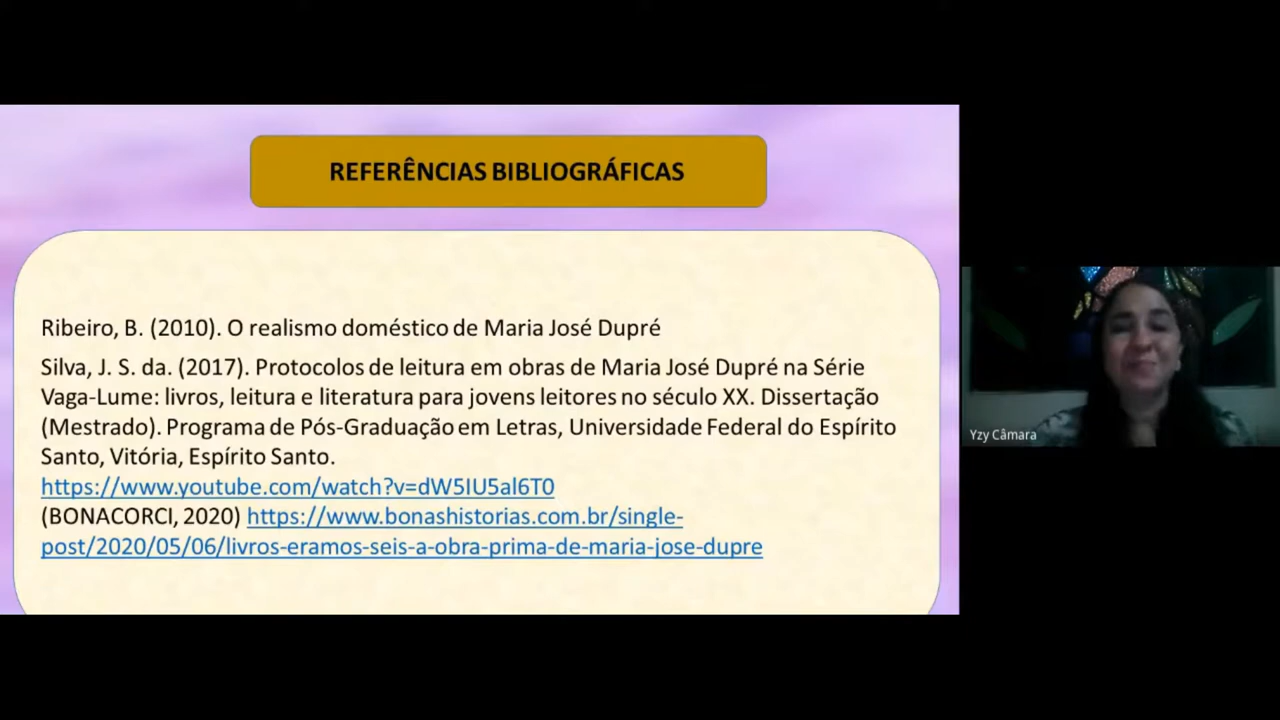 REFERÊNCIAS BIBLIOGRÁFICAS
Ribeiro, B. (2010). O realismo doméstico de Maria José Dupré
Silva, J. S. da. (2017). Protocolos de leitura em obras de Maria José Dupré na Série
Vaga-Lume: livros, leitura e literatura para jovens leitores no século XX. Dissertação
(Mestrado). Programa de Pós-Graduação em Letras, Universidade Federal do Espírito
Santo, Vitória, Espírito Santo.
https://www.youtube.com/watch?v=dW5IU5al6T0
(BONACORCI, 2020) https://www.bonashistorias.com.br/single-
post/2020/05/06/livros-eramos-seis-a-obra-prima-de-maria-jose-dupre
Yzy Câmara